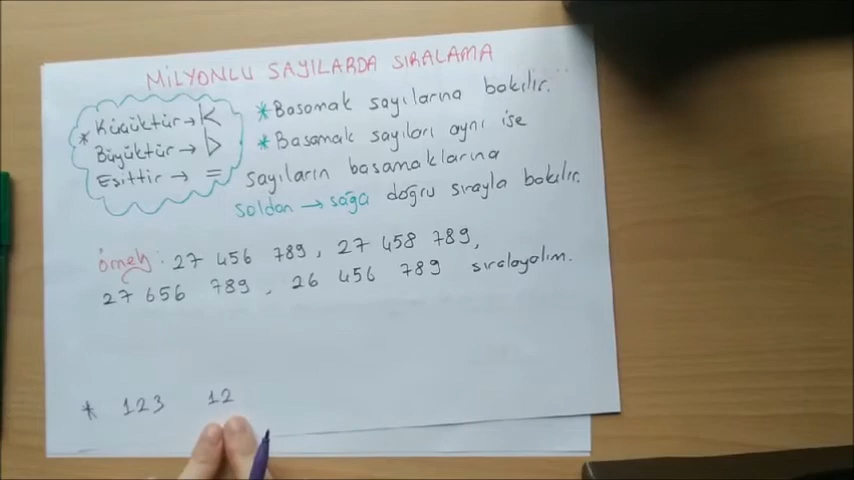 MİLYONLU SAYILARDA SIRALAMA
* Küçüktür → <
Büyüktür → >
Eşittir → =
* Basamak sayılarına bakılır.
* Basamak sayıları aynı ise
sayıların basamaklarına
soldan → sağa doğru sırayla bakılır.
örnek: 27 456 789, 27 458 789,
27 656 789, 26 456 789 sıralayalım.
* 123 12